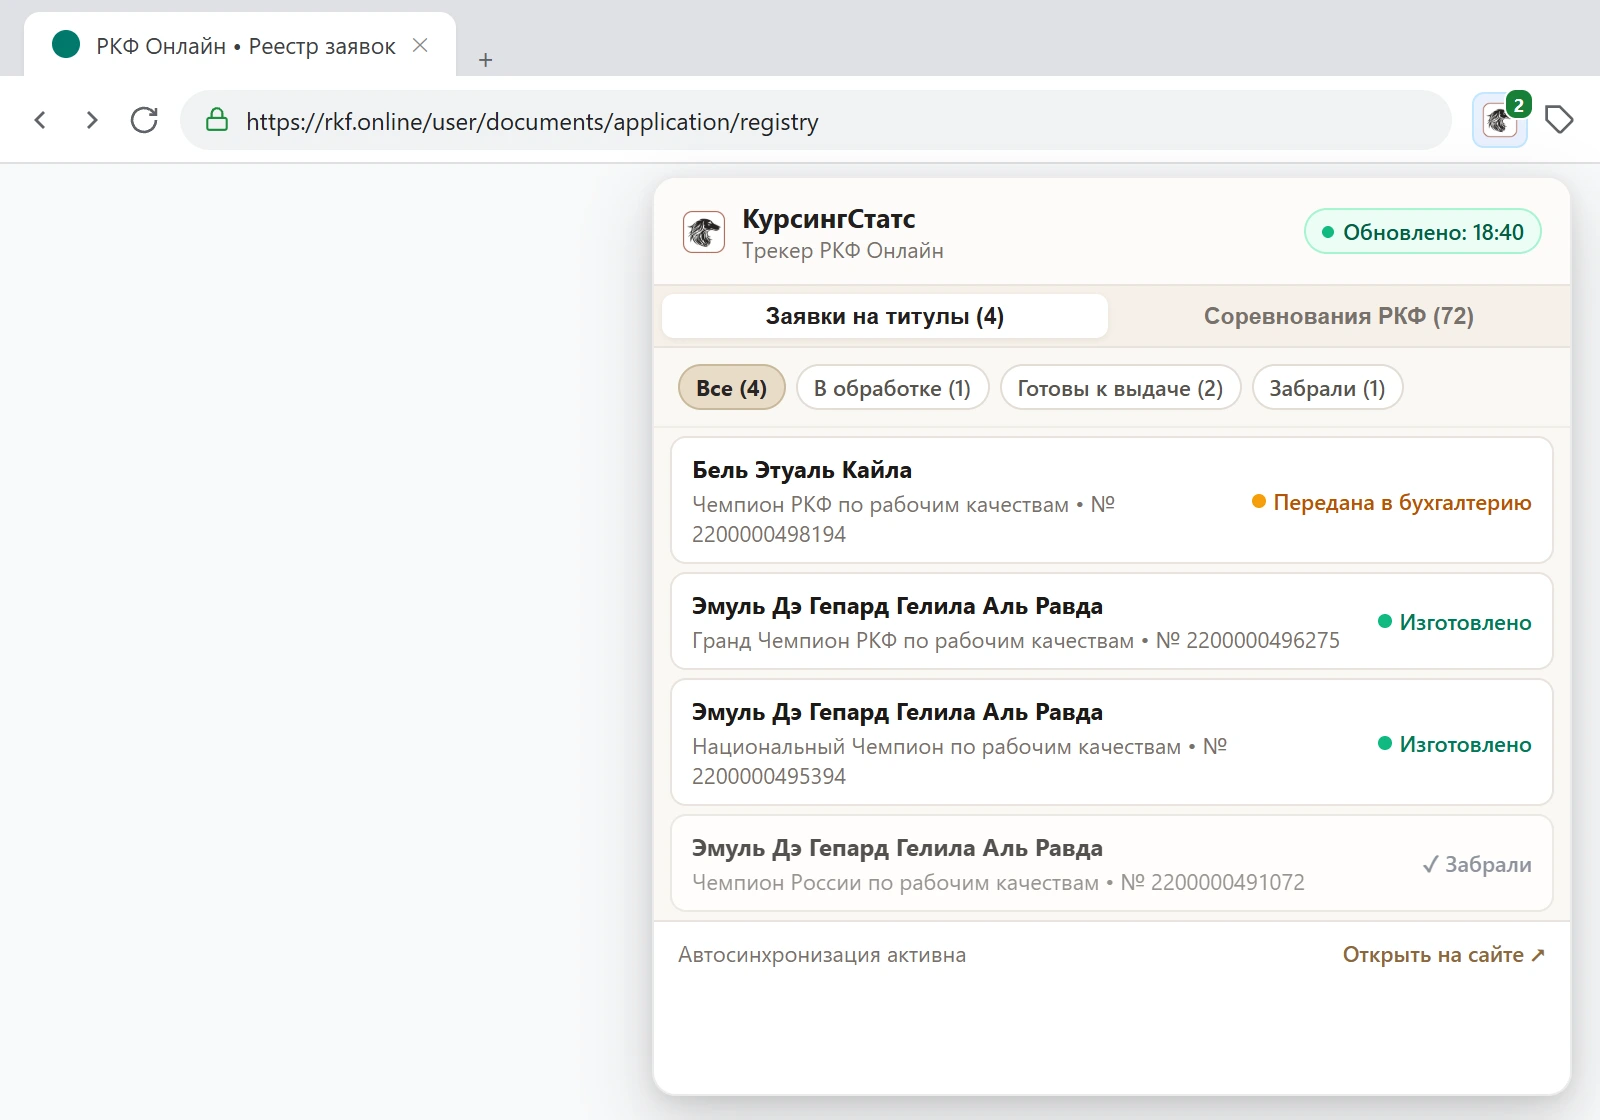 РКФ Онлайн • Реестр заявок
https://rkf.online/user/documents/application/registry
2
КурсингСтатс
Трекер РКФ Онлайн
Обновлено: 18:40
Заявки на титулы (4)
Соревнования РКФ (72)
Все (4)
В обработке (1)
Готовы к выдаче (2)
Забрали (1)
Бель Этуаль Кайла
Чемпион РКФ по рабочим качествам • №
2200000498194
Передана в бухгалтерию
Эмуль Дэ Гепард Гелила Аль Равда
Гранд Чемпион РКФ по рабочим качествам • № 2200000496275
Изготовлено
Эмуль Дэ Гепард Гелила Аль Равда
Национальный Чемпион по рабочим качествам • №
2200000495394
Изготовлено
Эмуль Дэ Гепард Гелила Аль Равда
Чемпион России по рабочим качествам • № 2200000491072
✓ Забрали
Автосинхронизация активна
Открыть на сайте ↗